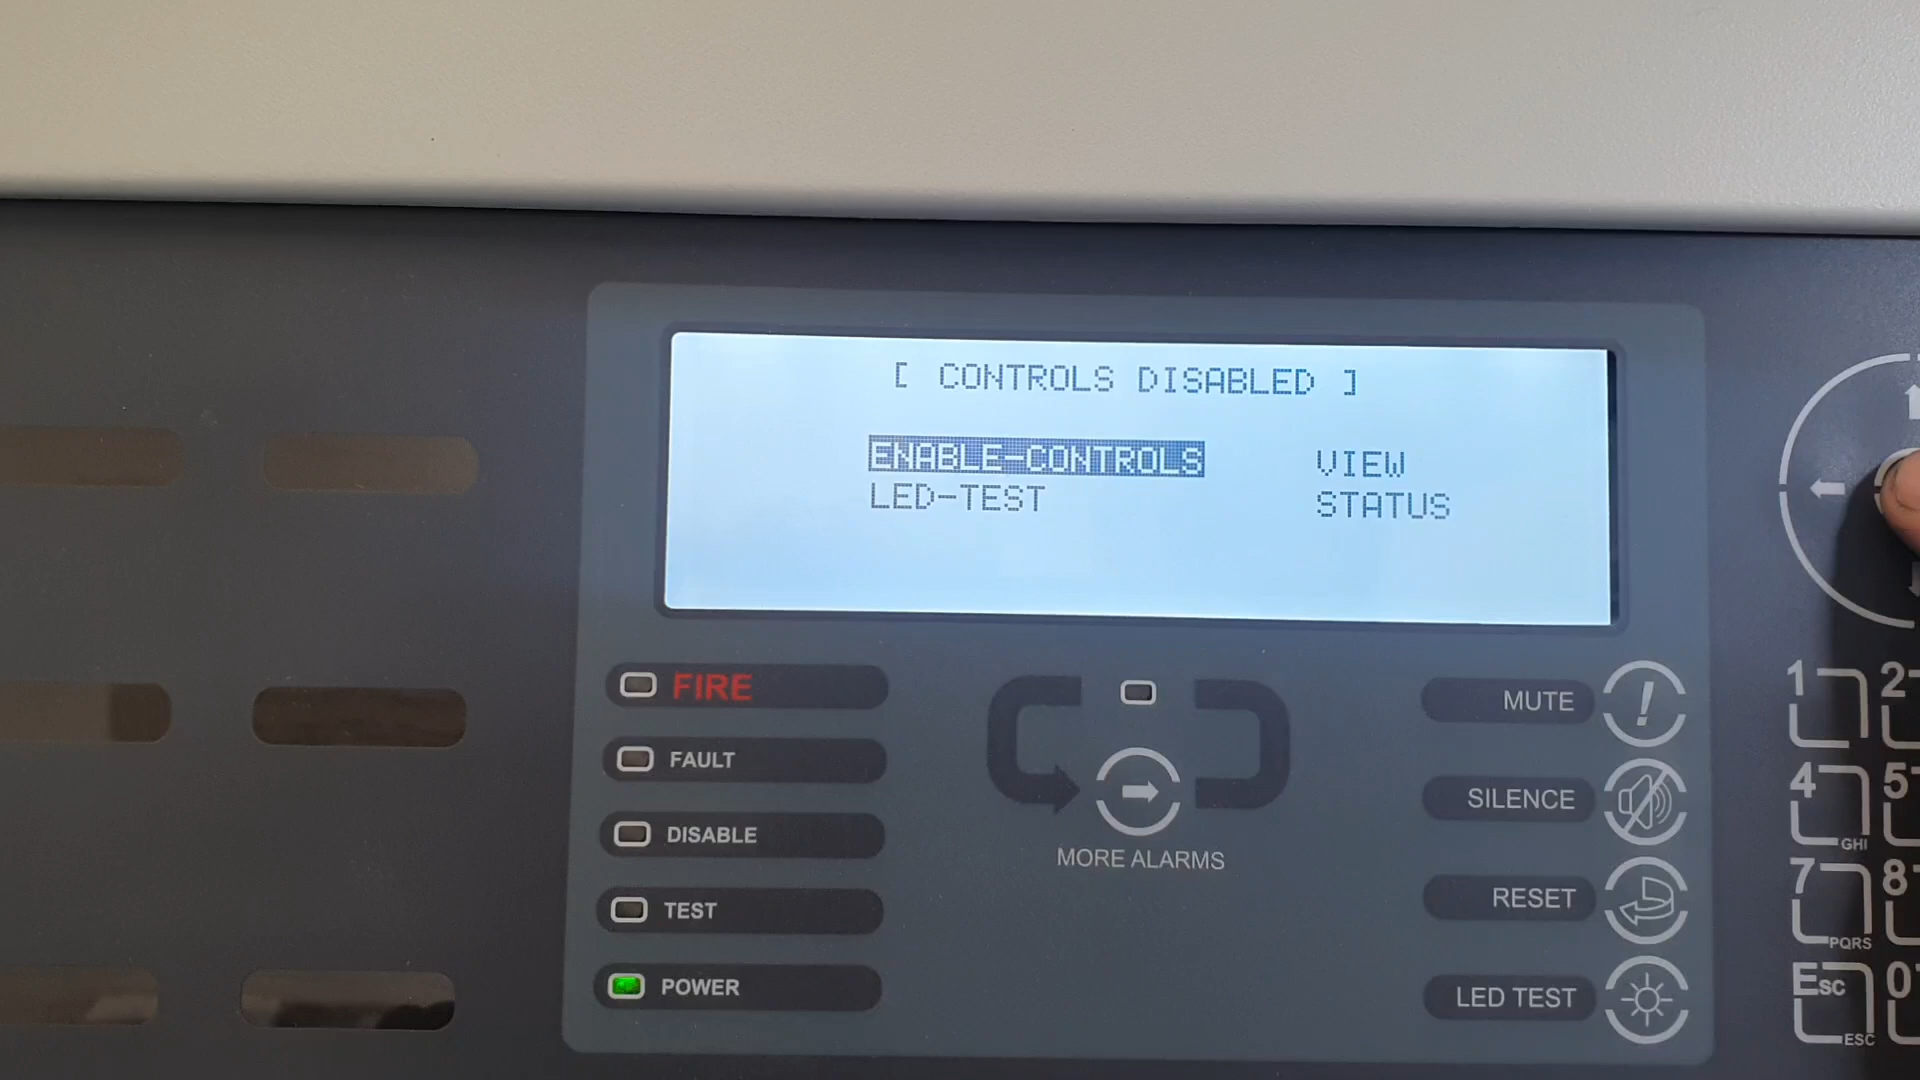 [ CONTROLS DISABLED ]
ENABLE-CONTROLS VIEW
LED-TEST STATUS
FIRE
FAULT
DISABLE
TEST
POWER
MORE ALARMS
MUTE
SILENCE
RESET
LED TEST
1 2
4 GHI 5
7 PQRS 8
Esc ESC 0